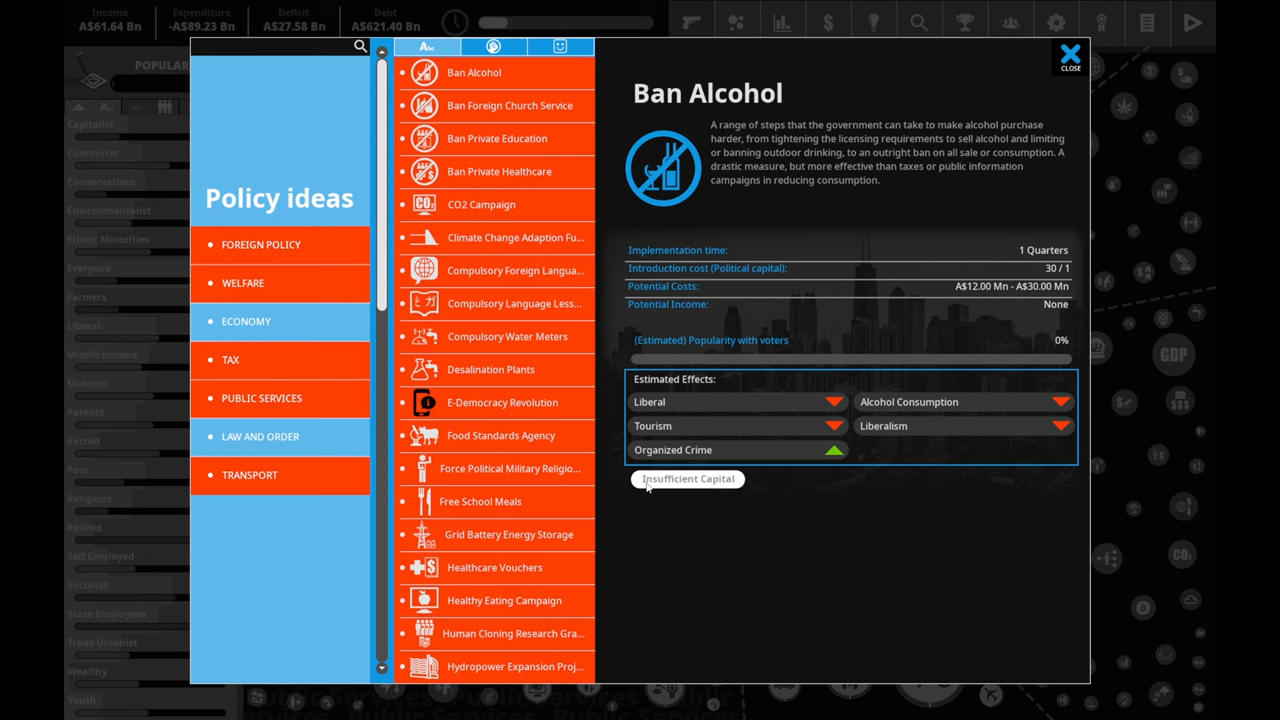 Income
A$61.64 Bn
Expenditure
-A$89.23 Bn
Deficit
A$27.58 Bn
Debt
A$621.40 Bn
POPULAR
Capitalist
Commuter
Conservatives
Environmentalist
Ethnic Minorities
Everyone
Farmers
Liberal
Middle Income
Motorist
Parents
Patriot
Poor
Religious
Retired
Self Employed
Socialist
State Employees
Trade Unionist
Wealthy
Youth
Policy ideas
FOREIGN POLICY
WELFARE
ECONOMY
TAX
PUBLIC SERVICES
LAW AND ORDER
TRANSPORT
Abc
Ban Alcohol
Ban Foreign Church Service
Ban Private Education
Ban Private Healthcare
CO2 Campaign
Climate Change Adaption Fu...
Compulsory Foreign Langua...
Compulsory Language Less...
Compulsory Water Meters
Desalination Plants
E-Democracy Revolution
Food Standards Agency
Force Political Military Religio...
Free School Meals
Grid Battery Energy Storage
Healthcare Vouchers
Healthy Eating Campaign
Human Cloning Research Gra...
Hydropower Expansion Proj...
CLOSE
Ban Alcohol
A range of steps that the government can take to make alcohol purchase
harder, from tightening the licensing requirements to sell alcohol and limiting
or banning outdoor drinking, to an outright ban on all sale or consumption. A
drastic measure, but more effective than taxes or public information
campaigns in reducing consumption.
Implementation time: 1 Quarters
Introduction cost (Political capital): 30 / 1
Potential Costs: A$12.00 Mn - A$30.00 Mn
Potential Income: None
(Estimated) Popularity with voters 0%
Estimated Effects:
Liberal
Alcohol Consumption
Tourism
Liberalism
Organized Crime
Insufficient Capital
GDP
CO2